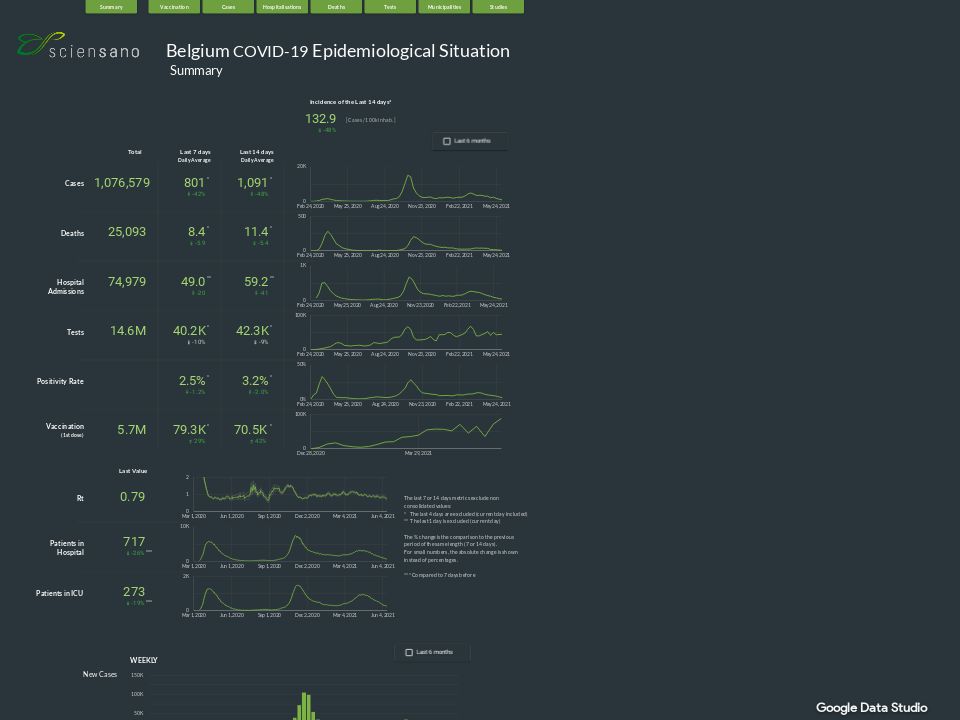 Summary Vaccination Cases Hospitalisations Deaths Tests Municipalities Studies
sciensano
Belgium COVID-19 Epidemiological Situation
Summary
Incidence of the Last 14 days*
132.9 [Cases/100k inhab.]
-48%
Last 6 months
Total Last 7 days Last 14 days
Daily Average Daily Average
Cases 1,076,579 801* 1,091*
-42% -48%
20K
0
Feb 24, 2020 May 25, 2020 Aug 24, 2020 Nov 23, 2020 Feb 22, 2021 May 24, 2021
Deaths 25,093 8.4* 11.4*
-5.9 -5.4
500
0
Feb 24, 2020 May 25, 2020 Aug 24, 2020 Nov 23, 2020 Feb 22, 2021 May 24, 2021
Hospital
Admissions
74,979 49.0** 59.2**
-20 -41
1K
0
Feb 24, 2020 May 25, 2020 Aug 24, 2020 Nov 23, 2020 Feb 22, 2021 May 24, 2021
Tests 14.6M 40.2K* 42.3K*
-10% -9%
100K
0
Feb 24, 2020 May 25, 2020 Aug 24, 2020 Nov 23, 2020 Feb 22, 2021 May 24, 2021
Positivity Rate 2.5%* 3.2%*
-1.2% -2.0%
50%
0%
Feb 24, 2020 May 25, 2020 Aug 24, 2020 Nov 23, 2020 Feb 22, 2021 May 24, 2021
Vaccination
(1st dose)
5.7M 79.3K* 70.5K*
29% 43%
100K
0
Dec 28, 2020 Mar 29, 2021
Last Value
Rt 0.79
2
1
0
Mar 1, 2020 Jun 1, 2020 Sep 1, 2020 Dec 2, 2020 Mar 4, 2021 Jun 4, 2021
Patients in
Hospital
717
-26% ***
10K
0
Mar 1, 2020 Jun 1, 2020 Sep 1, 2020 Dec 2, 2020 Mar 4, 2021 Jun 4, 2021
Patients in ICU 273
-19% ***
2K
0
Mar 1, 2020 Jun 1, 2020 Sep 1, 2020 Dec 2, 2020 Mar 4, 2021 Jun 4, 2021
The last 7 or 14 days metrics exclude non
consolidated values:
* The last 4 days are excluded (current day included)
** The last 1 day is excluded (current day)
The % change is the comparison to the previous
period of the same length (7 or 14 days).
For small numbers, the absolute change is shown
instead of percentages.
***Compared to 7 days before
Last 6 months
WEEKLY
New Cases
150K
100K
50K
Google Data Studio